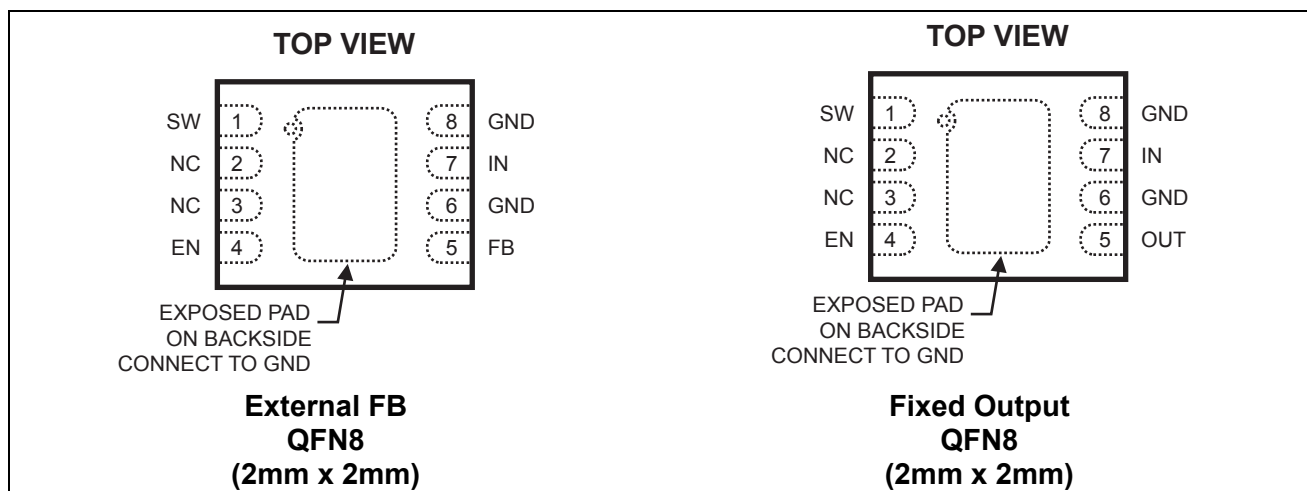 TOP VIEW
SW 1 8 GND
NC 2 7 IN
NC 3 6 GND
EN 4 5 FB
EXPOSED PAD
ON BACKSIDE
CONNECT TO GND
External FB
QFN8
(2mm x 2mm)
TOP VIEW
SW 1 8 GND
NC 2 7 IN
NC 3 6 GND
EN 4 5 OUT
EXPOSED PAD
ON BACKSIDE
CONNECT TO GND
Fixed Output
QFN8
(2mm x 2mm)